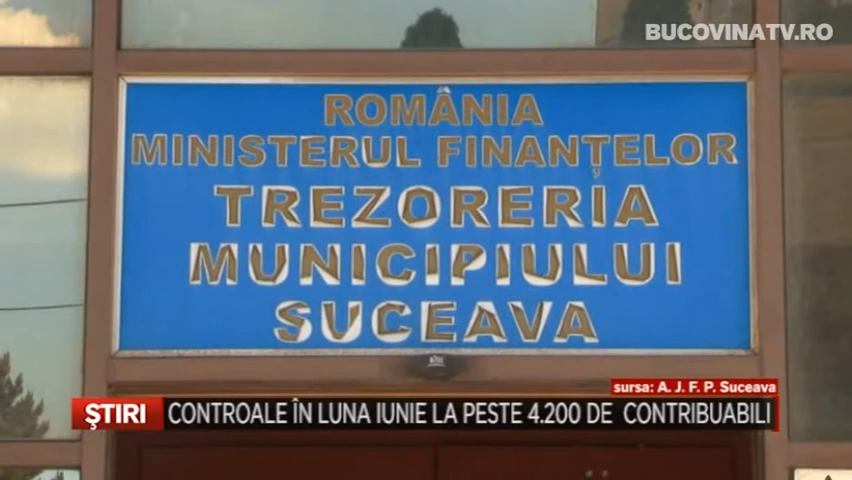 BUCOVINATV.RO
ROMÂNIA
MINISTERUL FINANȚELOR
TREZORERIA
MUNICIPIULUI
SUCEAVA
sursa: A. J. F. P. Suceava
ŞTIRI CONTROALE ÎN LUNA IUNIE LA PESTE 4.200 DE CONTRIBUABILI